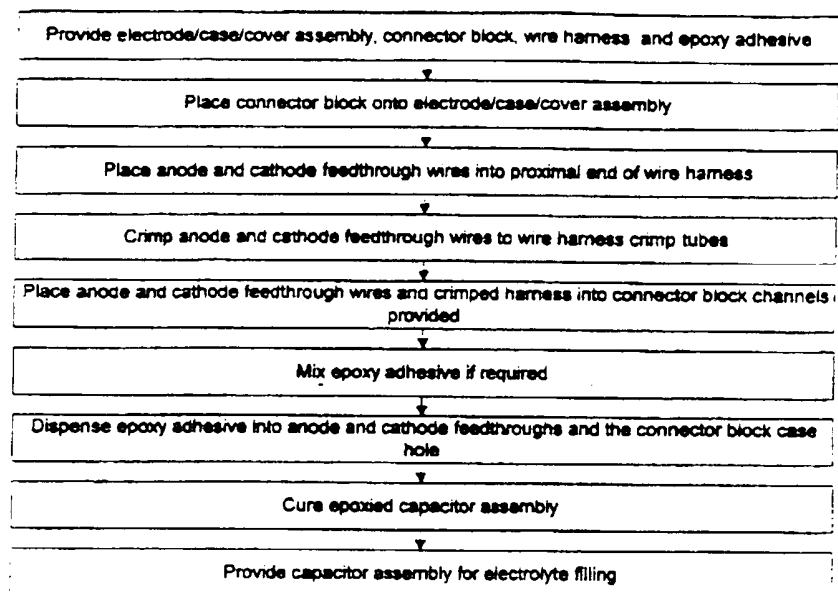 Provide electrode/case/cover assembly, connector block, wire harness and epoxy adhesive
Place connector block onto electrode/case/cover assembly
Place anode and cathode feedthrough wires into proximal end of wire harness
Crimp anode and cathode feedthrough wires to wire harness crimp tubes
Place anode and cathode feedthrough wires and crimped harness into connector block channels
provided
Mix epoxy adhesive if required
Dispense epoxy adhesive into anode and cathode feedthroughs and the connector block case
hole
Cure epoxied capacitor assembly
Provide capacitor assembly for electrolyte filling